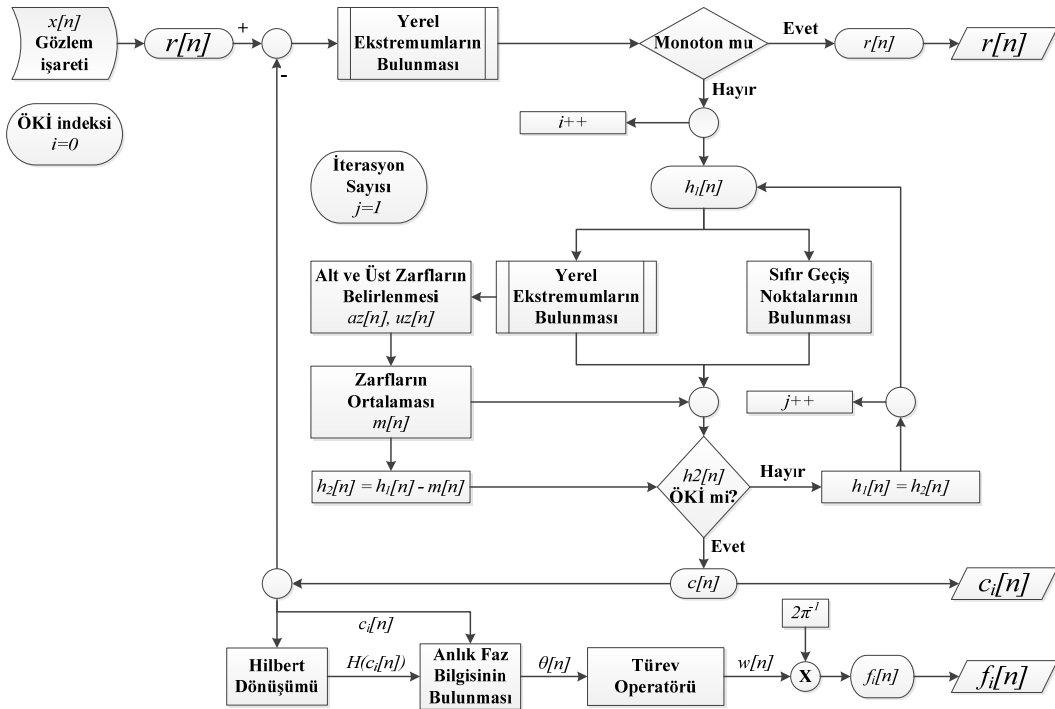 x[n]
Gözlem
işareti
r[n]
+
-
Yerel
Ekstremumların
Bulunması
Monoton mu
Evet
r[n]
r[n]
Hayır
i++
ÖKİ indeksi
i=0
İterasyon
Sayısı
j=1
h₁[n]
Alt ve Üst Zarfların
Belirlenmesi
az[n], uz[n]
Yerel
Ekstremumların
Bulunması
Sıfır Geçiş
Noktalarının
Bulunması
Zarfların
Ortalaması
m[n]
j++
h₂[n] = h₁[n] - m[n]
h2[n]
ÖKİ mi?
Hayır
h₁[n] = h₂[n]
Evet
c[n]
cᵢ[n]
cᵢ[n]
Hilbert
Dönüşümü
H(cᵢ[n])
Anlık Faz
Bilgisinin
Bulunması
θ[n]
Türev
Operatörü
w[n]
2π⁻¹
X
fᵢ[n]
fᵢ[n]